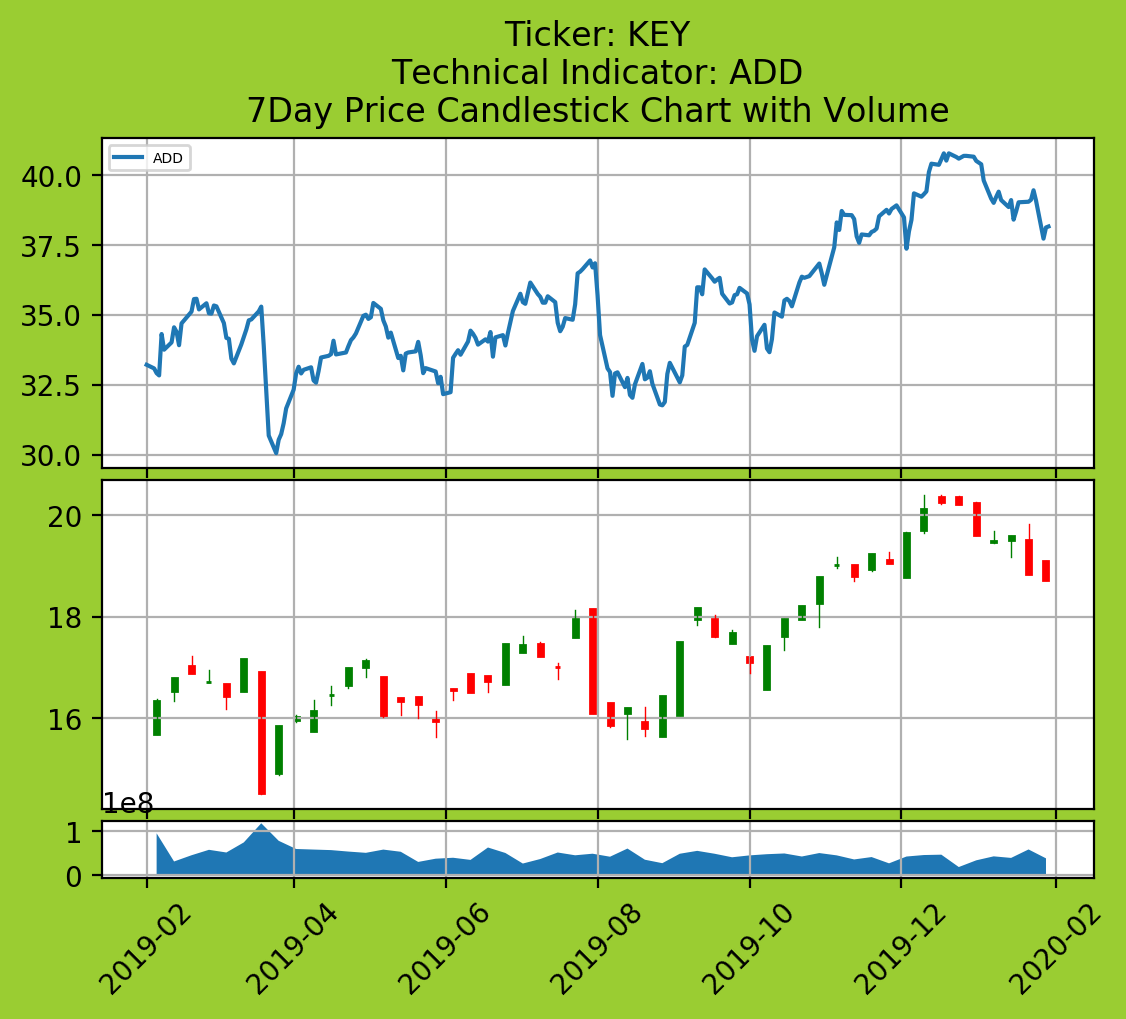 Ticker: KEY
Technical Indicator: ADD
7Day Price Candlestick Chart with Volume
ADD
40.0
37.5
35.0
32.5
30.0
20
18
16
1e8
1
0
2019-02 2019-04 2019-06 2019-08 2019-10 2019-12 2020-02